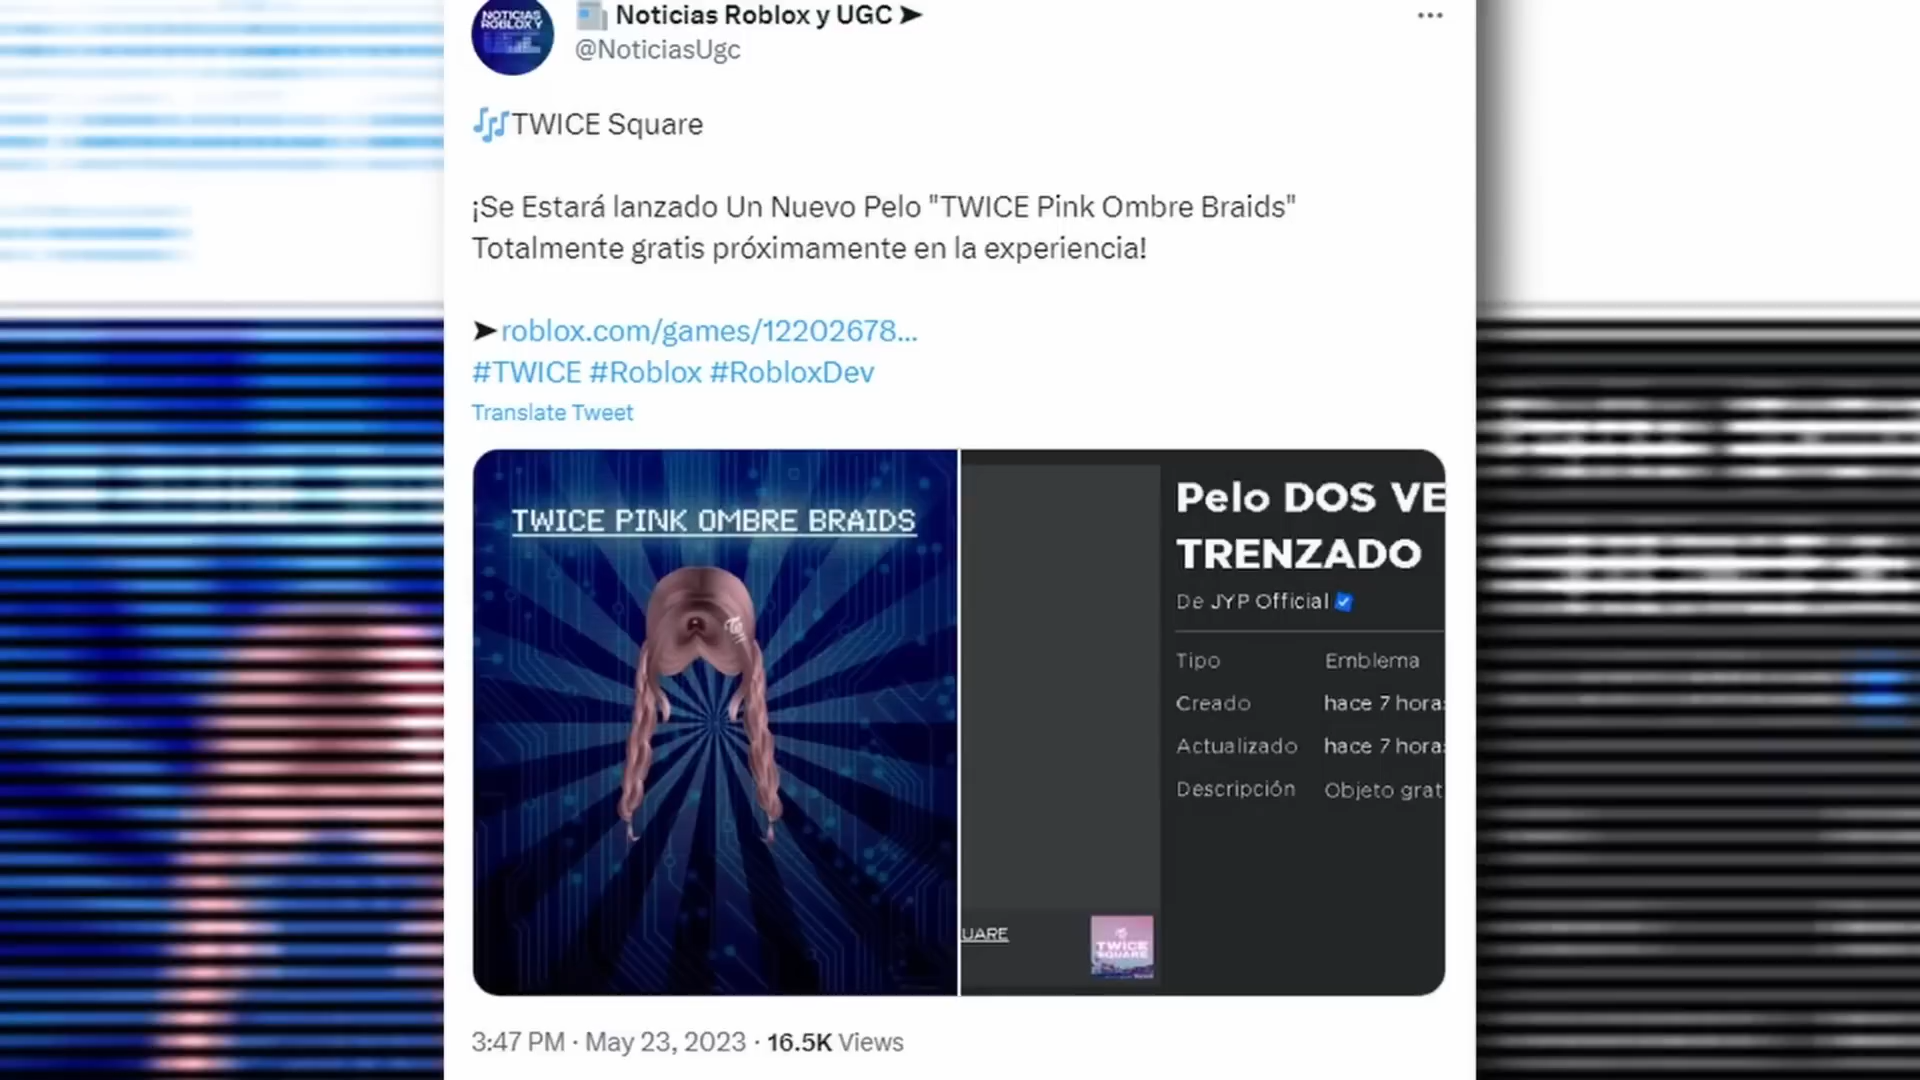 NOTICIAS
ROBLOX Y
UGC
Noticias Roblox y UGC ➤
@NoticiasUgc
🎶TWICE Square
¡Se Estará lanzado Un Nuevo Pelo "TWICE Pink Ombre Braids"
Totalmente gratis próximamente en la experiencia!
➤roblox.com/games/12202678...
#TWICE #Roblox #RobloxDev
Translate Tweet
TWICE PINK OMBRE BRAIDS
Pelo DOS VE
TRENZADO
De JYP Official
Tipo Emblema
Creado hace 7 hora
Actualizado hace 7 hora
Descripción Objeto grat
UARE
TWICE
SQUARE
3:47 PM · May 23, 2023 · 16.5K Views